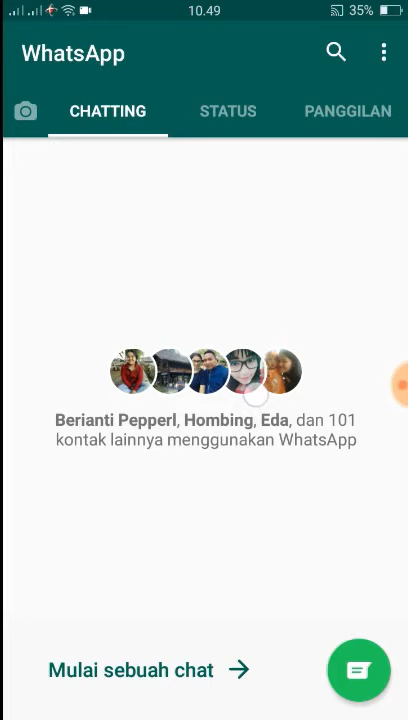 10.49
35%
WhatsApp
CHATTING
STATUS
PANGGILAN
Berianti Pepperl, Hombing, Eda, dan 101
kontak lainnya menggunakan WhatsApp
Mulai sebuah chat